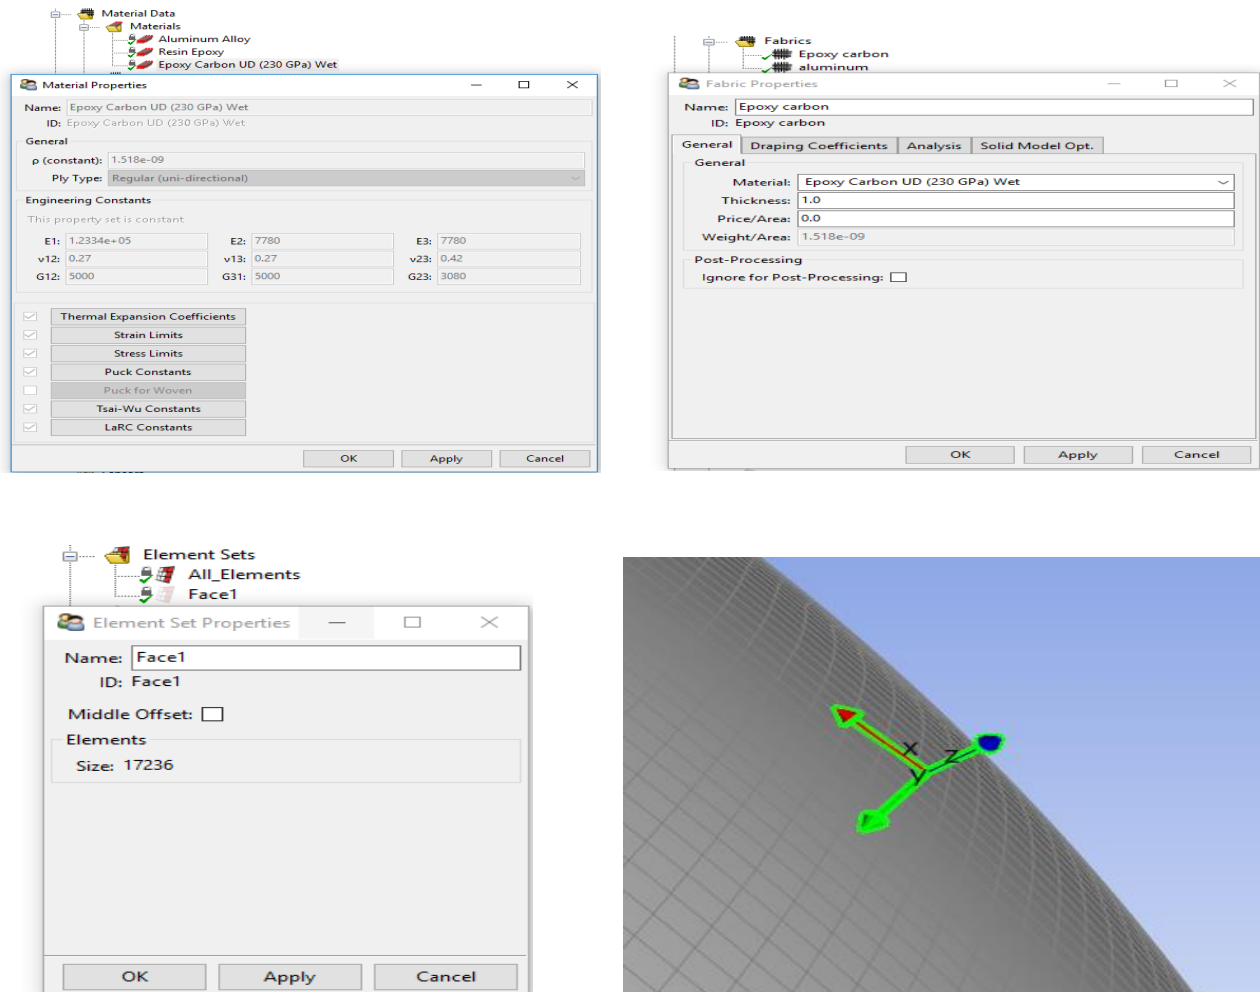 Material Data
Materials
Aluminum Alloy
Resin Epoxy
Epoxy Carbon UD (230 GPa) Wet
Material Properties
Name: Epoxy Carbon UD (230 GPa) Wet
ID: Epoxy Carbon UD (230 GPa) Wet
General
ρ (constant): 1.518e-09
Ply Type: Regular (uni-directional)
Engineering Constants
This property set is constant
E1: 1.2334e+05 E2: 7780 E3: 7780
ν12: 0.27 ν13: 0.27 ν23: 0.42
G12: 5000 G31: 5000 G23: 3080
Thermal Expansion Coefficients
Strain Limits
Stress Limits
Puck Constants
Puck for Woven
Tsai-Wu Constants
LaRC Constants
OK Apply Cancel
Fabrics
Epoxy carbon
aluminum
Fabric Properties
Name: Epoxy carbon
ID: Epoxy carbon
General Draping Coefficients Analysis Solid Model Opt.
General
Material: Epoxy Carbon UD (230 GPa) Wet
Thickness: 1.0
Price/Area: 0.0
Weight/Area: 1.518e-09
Post-Processing
Ignore for Post-Processing:
OK Apply Cancel
Element Sets
All_Elements
Face1
Element Set Properties
Name: Face1
ID: Face1
Middle Offset:
Elements
Size: 17236
OK Apply Cancel
X
Z
Y